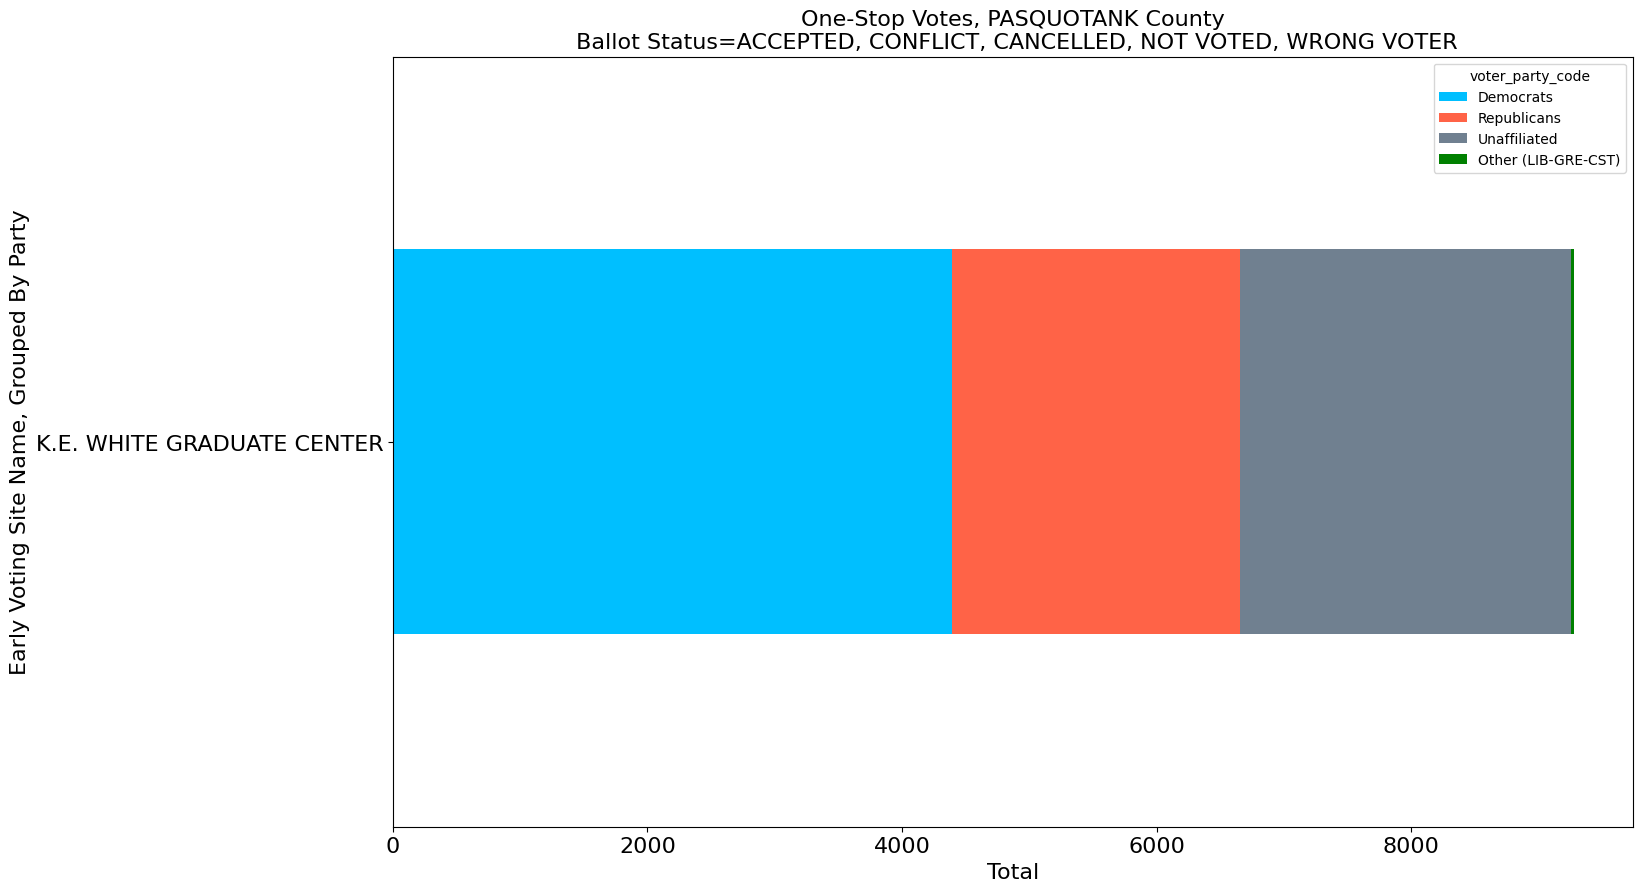 One-Stop Votes, PASQUOTANK County
Ballot Status=ACCEPTED, CONFLICT, CANCELLED, NOT VOTED, WRONG VOTER
voter_party_code
Democrats
Republicans
Unaffiliated
Other (LIB-GRE-CST)
Early Voting Site Name, Grouped By Party
K.E. WHITE GRADUATE CENTER
0 2000 4000 6000 8000
Total